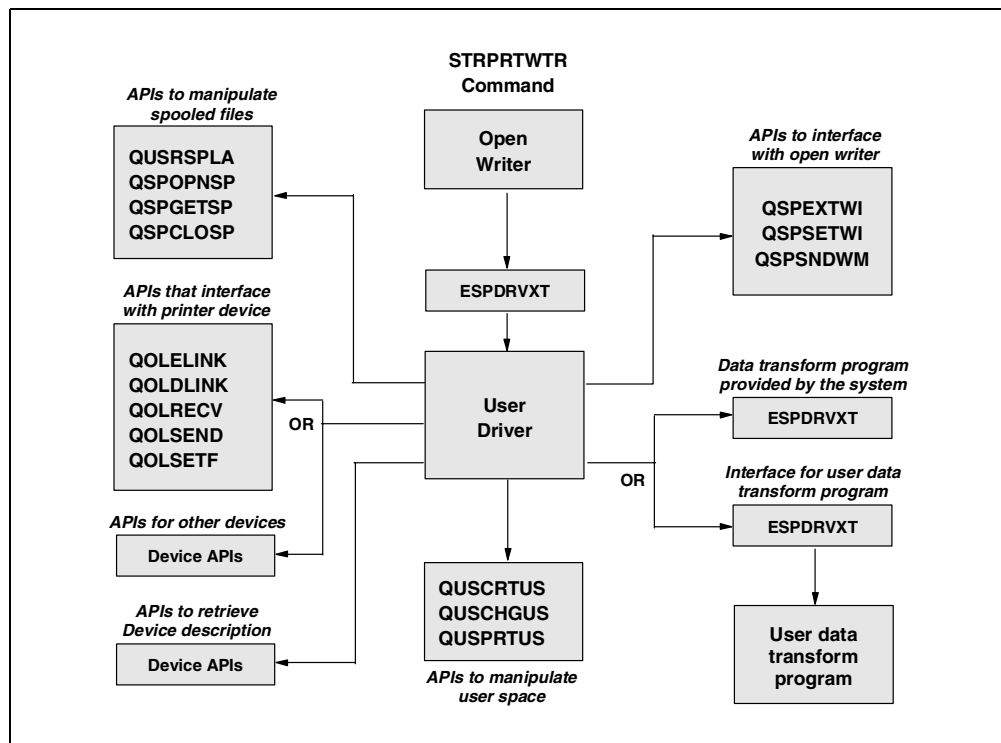 STRPRTWTR
Command
Open
Writer
ESPDRVXT
User
Driver
APIs to manipulate
spooled files
QUSRSPLA
QSPOPNSP
QSPGETSP
QSPCLOSP
APIs that interface
with printer device
QOLELINK
QOLDLINK
QOLRECV
QOLSEND
QOLSETF
OR
APIs for other devices
Device APIs
APIs to retrieve
Device description
Device APIs
QUSCRTUS
QUSCHGUS
QUSPRTUS
APIs to manipulate
user space
APIs to interface
with open writer
QSPEXTWI
QSPSETWI
QSPSNDWM
Data transform program
provided by the system
ESPDRVXT
OR
Interface for user data
transform program
ESPDRVXT
User data
transform
program